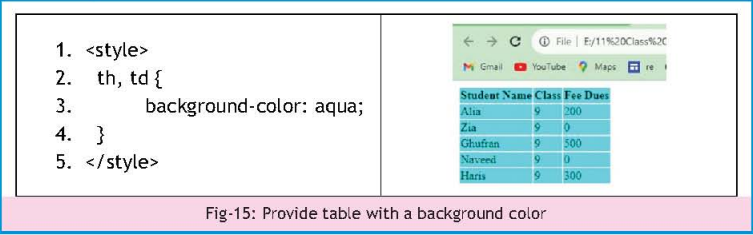 1. <style>
2. th, td {
3. background-color: aqua;
4. }
5. </style>
File | E:/11%20Class%2C
Gmail YouTube Maps re
Student Name Class Fee Dues
Alia 9 200
Zia 9 0
Ghufran 9 500
Naveed 9 0
Haris 9 300
Fig-15: Provide table with a background color